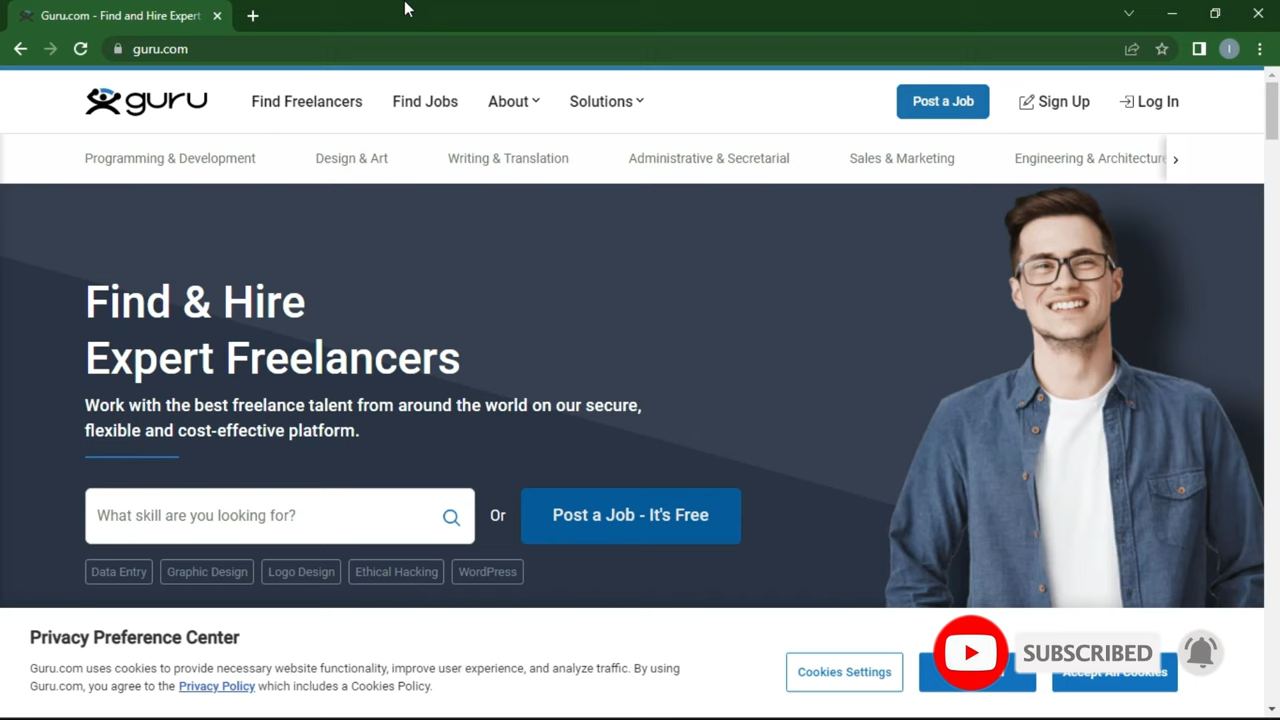 Guru.com - Find and Hire Expert
guru.com
guru
Find Freelancers
Find Jobs
About
Solutions
Post a Job
Sign Up
Log In
Programming & Development
Design & Art
Writing & Translation
Administrative & Secretarial
Sales & Marketing
Engineering & Architecture
Find & Hire
Expert Freelancers
Work with the best freelance talent from around the world on our secure,
flexible and cost-effective platform.
What skill are you looking for?
Or
Post a Job - It's Free
Data Entry
Graphic Design
Logo Design
Ethical Hacking
WordPress
Privacy Preference Center
Guru.com uses cookies to provide necessary website functionality, improve user experience, and analyze traffic. By using
Guru.com, you agree to the Privacy Policy which includes a Cookies Policy.
Cookies Settings
Accept All Cookies
SUBSCRIBED
I